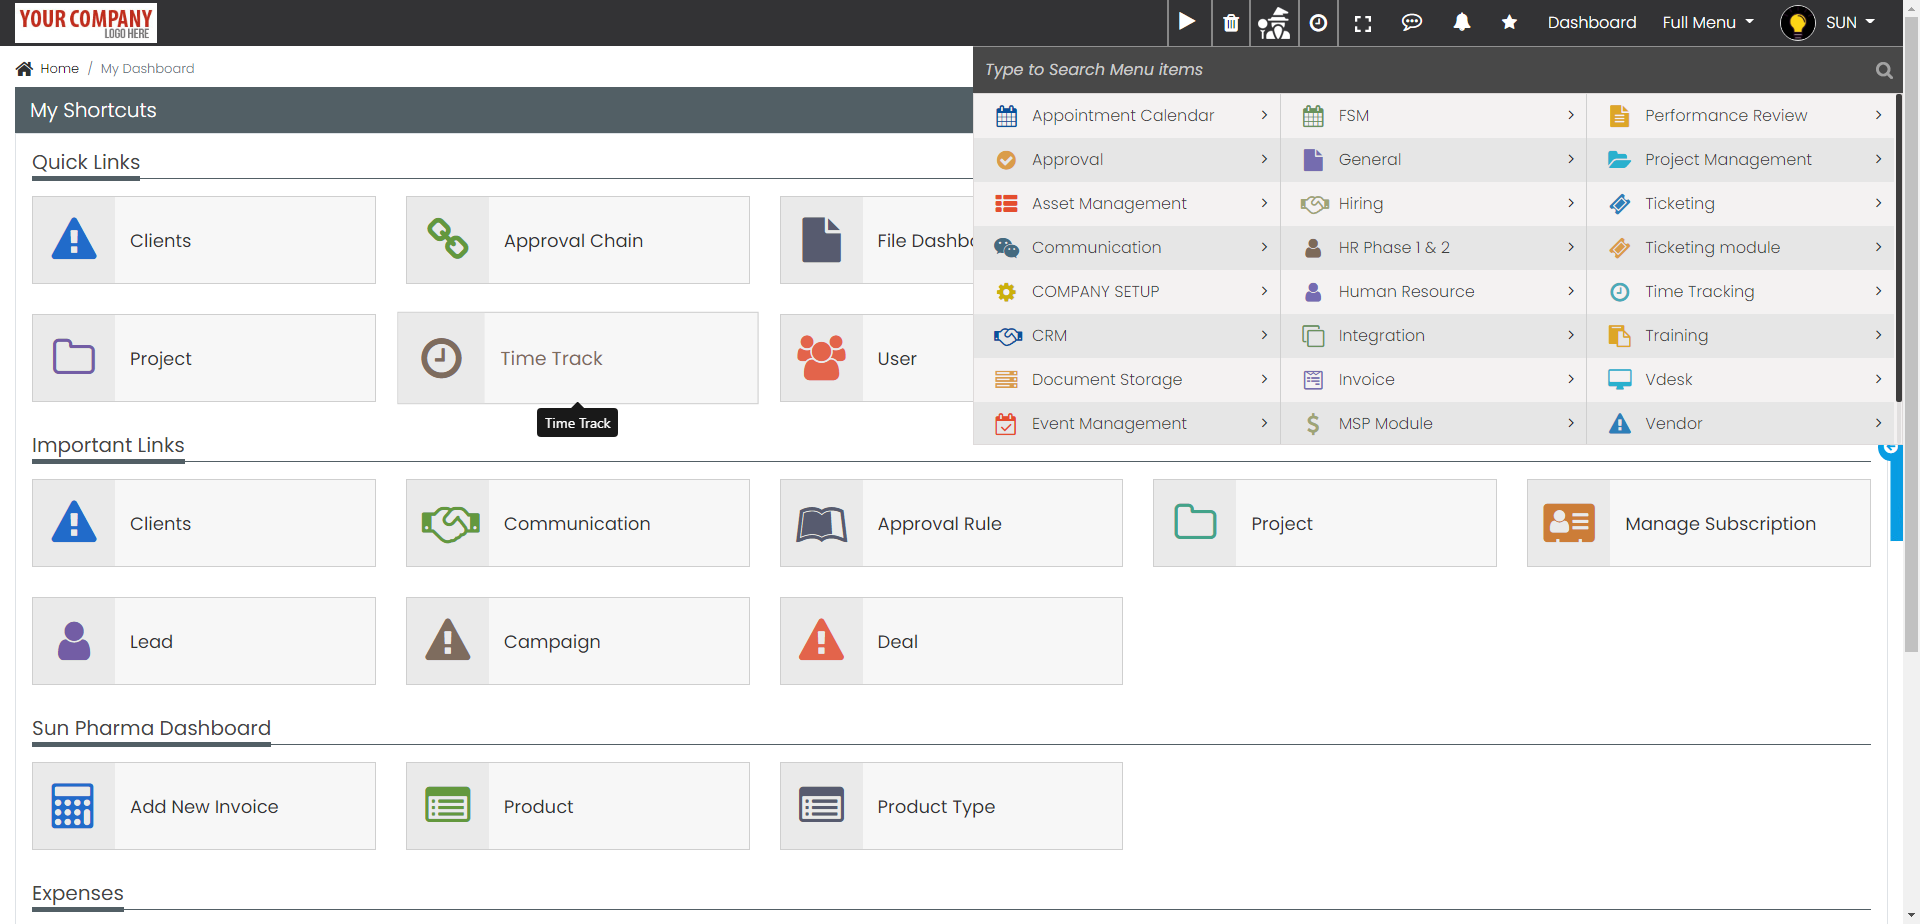 YOUR COMPANY
LOGO HERE
Dashboard
Full Menu
SUN
Home / My Dashboard
Type to Search Menu items
My Shortcuts
Appointment Calendar
FSM
Performance Review
Approval
General
Project Management
Asset Management
Hiring
Ticketing
Communication
HR Phase 1 & 2
Ticketing module
COMPANY SETUP
Human Resource
Time Tracking
CRM
Integration
Training
Document Storage
Invoice
Vdesk
Event Management
MSP Module
Vendor
Quick Links
Clients
Approval Chain
File Dashbo
Project
Time Track
User
Time Track
Important Links
Clients
Communication
Approval Rule
Project
Manage Subscription
Lead
Campaign
Deal
Sun Pharma Dashboard
Add New Invoice
Product
Product Type
Expenses